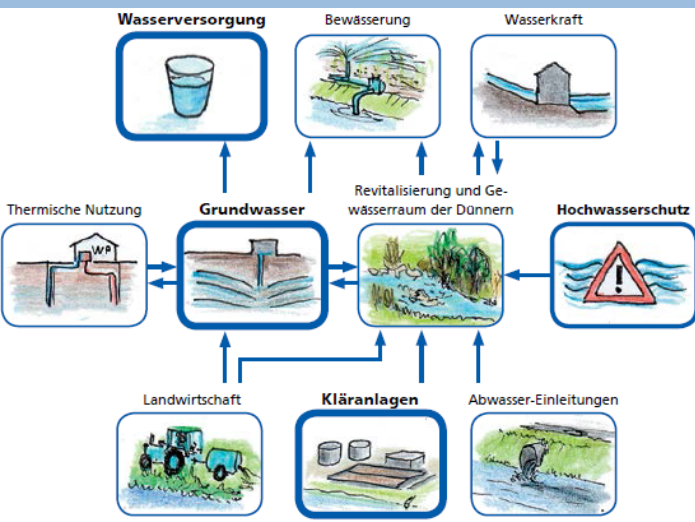 Wasserversorgung
Bewässerung
Wasserkraft
Thermische Nutzung
Grundwasser
Revitalisierung und Ge-
wässerraum der Dünnern
Hochwasserschutz
WP
!
Landwirtschaft
Kläranlagen
Abwasser-Einleitungen